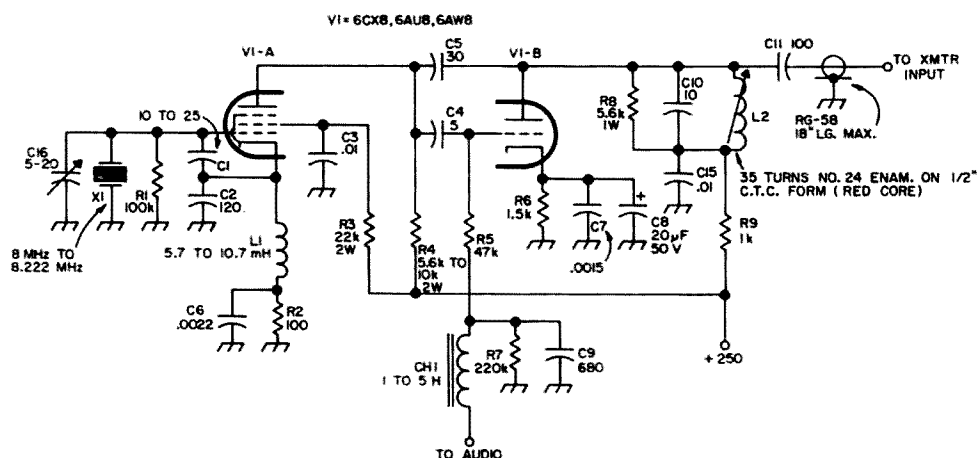 V1 = 6CX8, 6AU8, 6AW8
V1-A
C5
30
V1-B
C11 100
TO XMTR
INPUT
RG-58
18" LG. MAX.
10 TO 25
C1
C3
.01
C4
5
R8
5.6k
1W
C10
10
L2
C16
5-20
X1
R1
100k
C2
120
8 MHz TO
8.222 MHz
L1
5.7 TO 10.7 mH
C6
.0022
R2
100
R3
22k
2W
R4
5.6k TO
10k
2W
R5
47k
R6
1.5k
C7
.0015
C8
20µF
50 V
C15
.01
35 TURNS NO. 24 ENAM. ON 1/2"
C.T.C. FORM (RED CORE)
R9
1k
+250
CH1
1 TO 5 H
R7
220k
C9
680
TO AUDIO